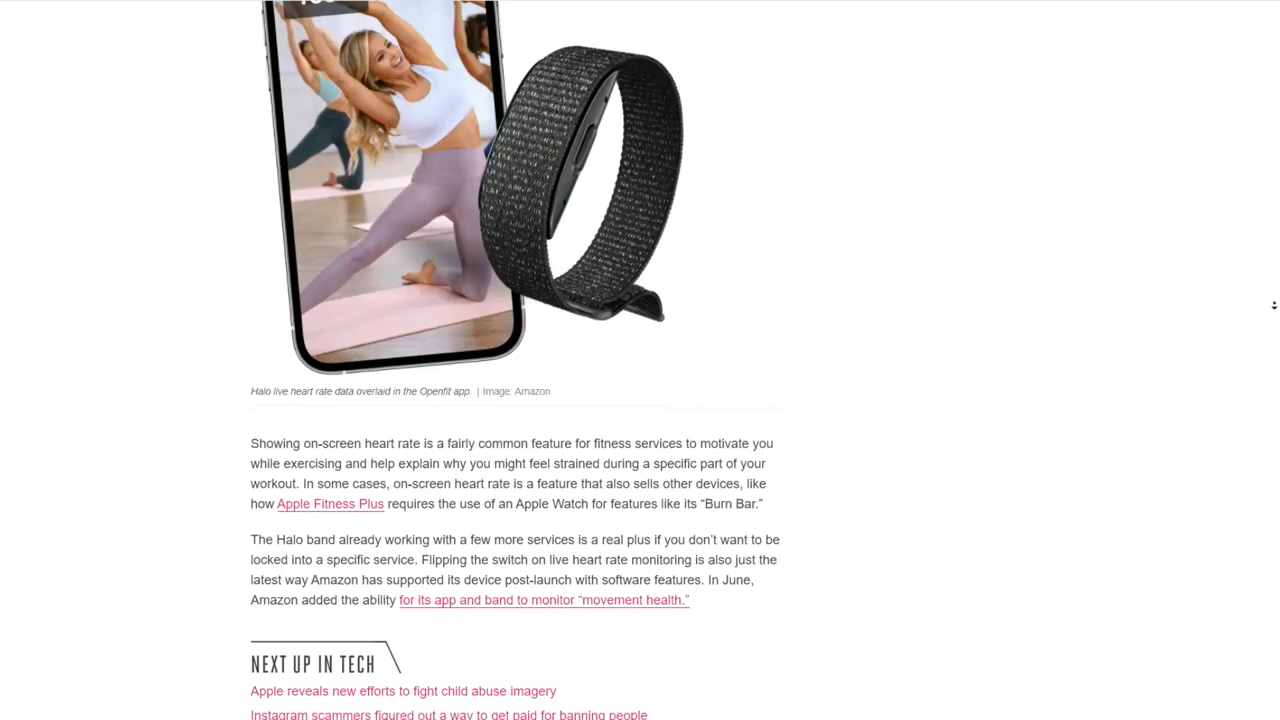 Halo live heart rate data overlaid in the Openfit app. | Image: Amazon
Showing on-screen heart rate is a fairly common feature for fitness services to motivate you
while exercising and help explain why you might feel strained during a specific part of your
workout. In some cases, on-screen heart rate is a feature that also sells other devices, like
how Apple Fitness Plus requires the use of an Apple Watch for features like its “Burn Bar.”
The Halo band already working with a few more services is a real plus if you don’t want to be
locked into a specific service. Flipping the switch on live heart rate monitoring is also just the
latest way Amazon has supported its device post-launch with software features. In June,
Amazon added the ability for its app and band to monitor “movement health.”
NEXT UP IN TECH
Apple reveals new efforts to fight child abuse imagery
Instagram scammers figured out a way to get paid for banning people